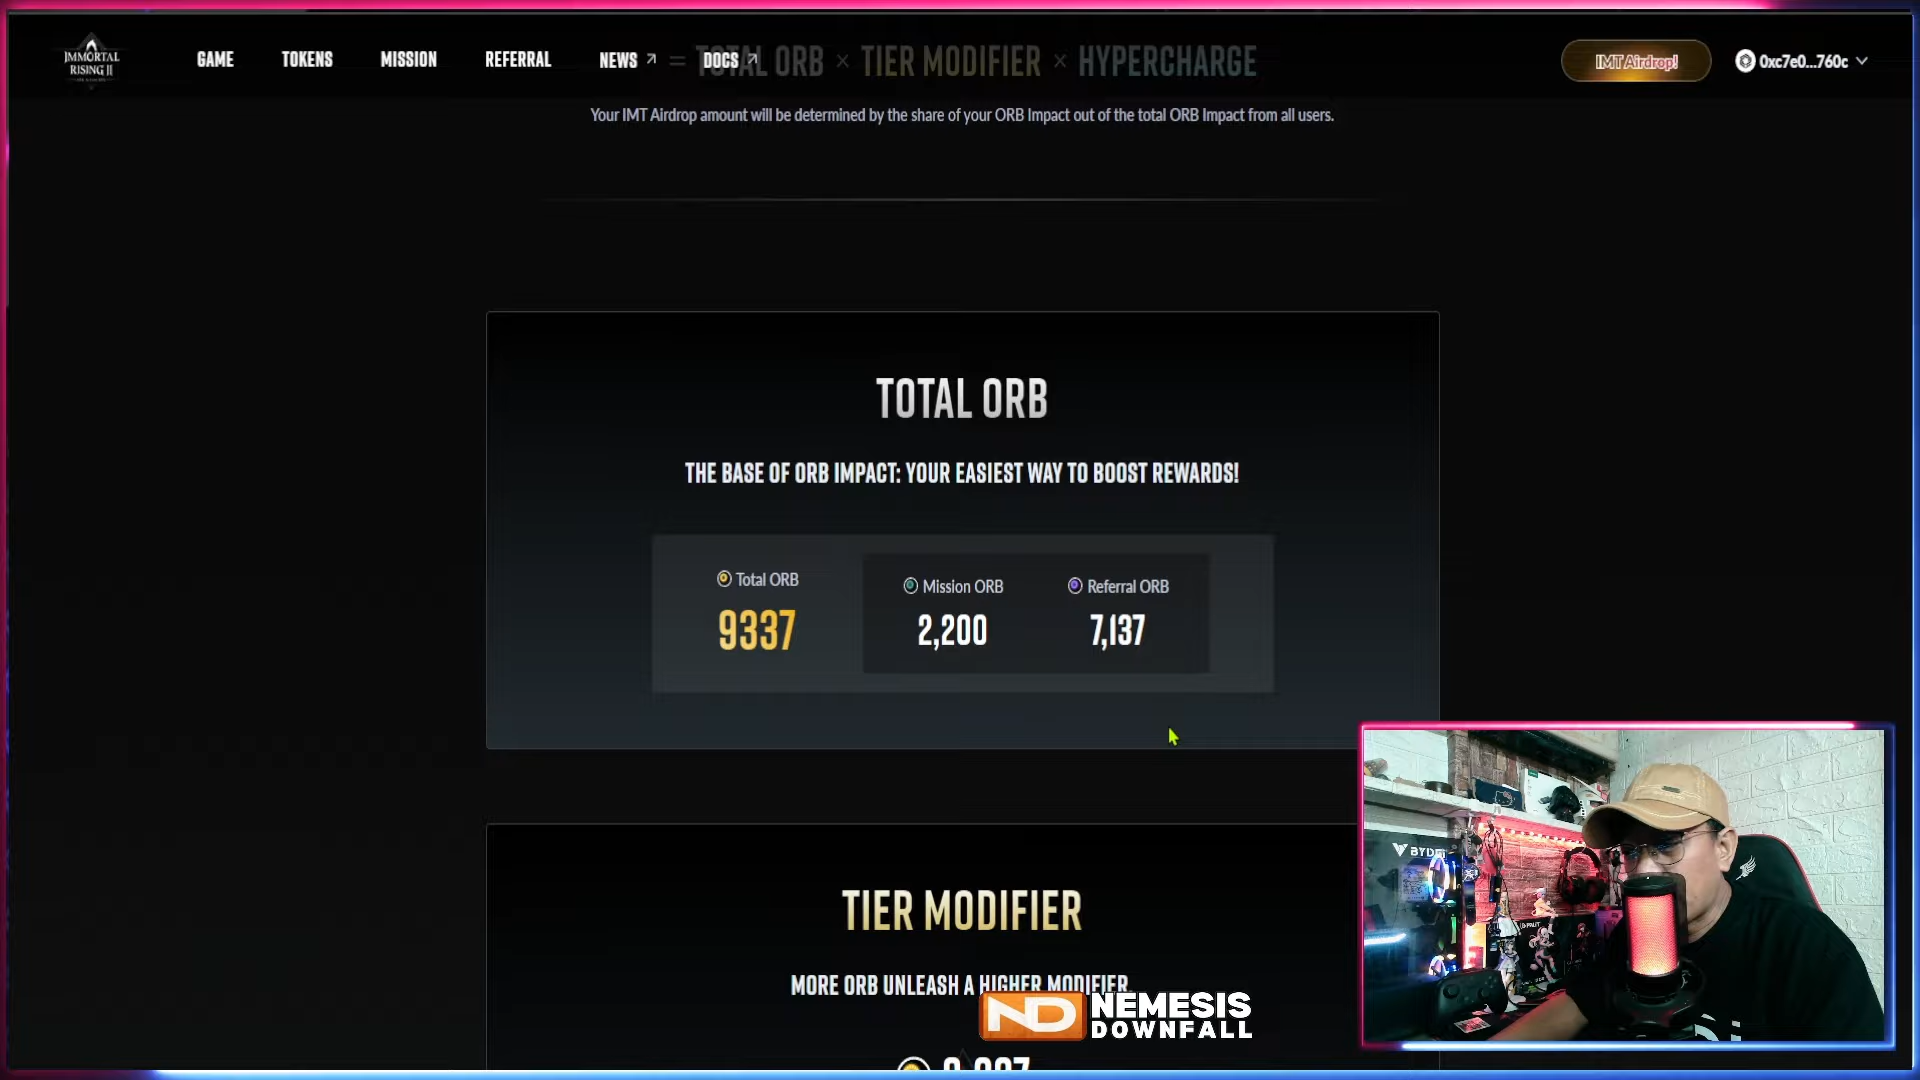 IMMORTAL
RISING II
GAME TOKENS MISSION REFERRAL NEWS DOCS
= TOTAL ORB × TIER MODIFIER × HYPERCHARGE
IMT Airdrop!
0xc7e0...760c
Your IMT Airdrop amount will be determined by the share of your ORB Impact out of the total ORB Impact from all users.
TOTAL ORB
THE BASE OF ORB IMPACT: YOUR EASIEST WAY TO BOOST REWARDS!
Total ORB
9337
Mission ORB
2,200
Referral ORB
7,137
TIER MODIFIER
MORE ORB UNLEASH A HIGHER MODIFIER.
ND NEMESIS
DOWNFALL